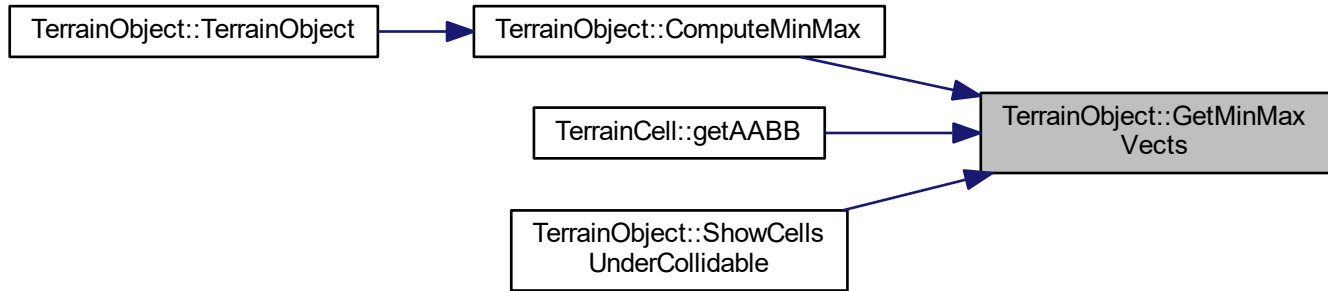 TerrainObject::TerrainObject
TerrainObject::ComputeMinMax
TerrainCell::getAABB
TerrainObject::ShowCells
UnderCollidable
TerrainObject::GetMinMax
Vects